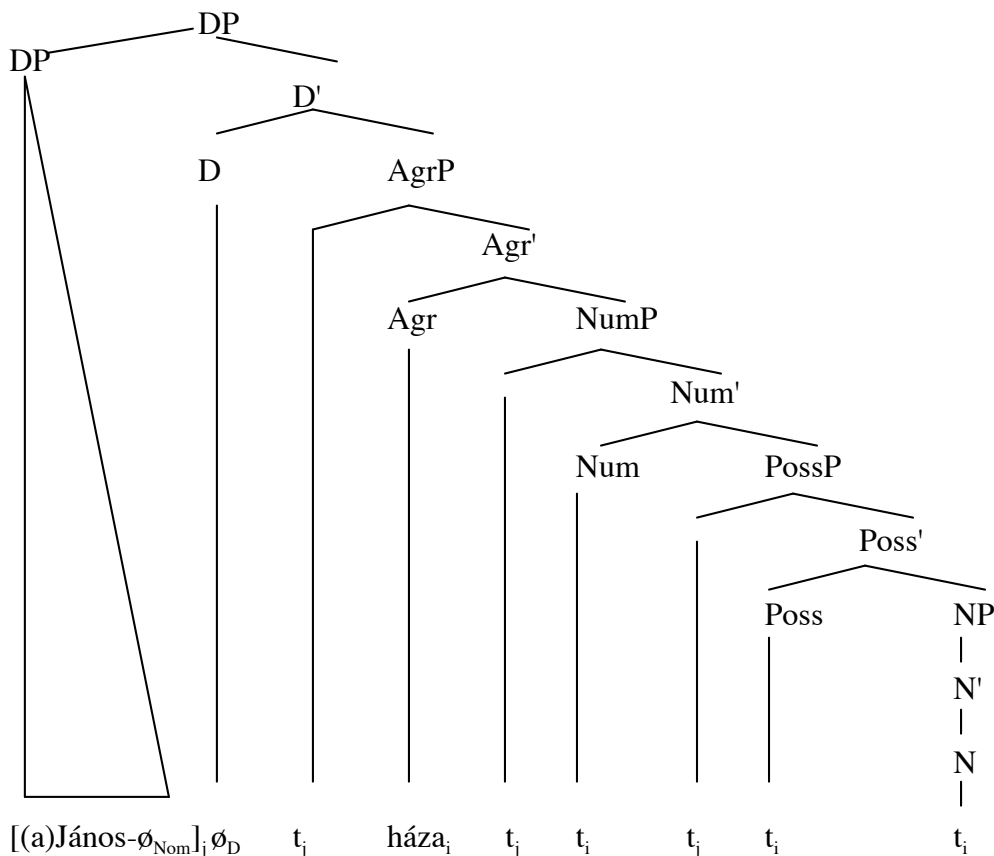 DP
DP
D'
D AgrP
Agr'
Agr NumP
Num'
Num PossP
Poss'
Poss NP
N'
N
[(a)János-ø_Nom]_j ø_D t_j háza_i t_j t_i t_j t_i t_i